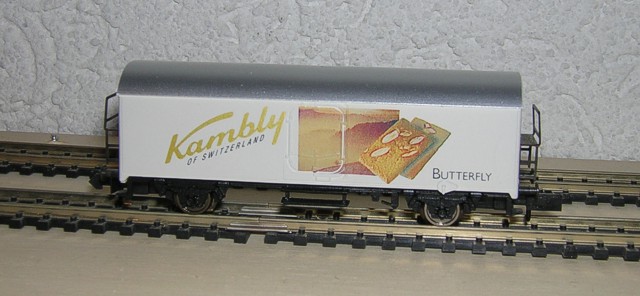 Kambly
OF SWITZERLAND
BUTTERFLY